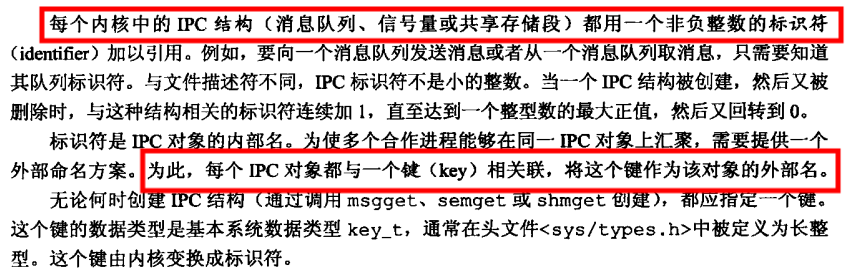 每个内核中的 IPC 结构（消息队列、信号量或共享存储段）都用一个非负整数的标识符
（identifier）加以引用。例如，要向一个消息队列发送消息或者从一个消息队列取消息，只需要知道
其队列标识符。与文件描述符不同，IPC 标识符不是小的整数。当一个 IPC 结构被创建，然后又被
删除时，与这种结构相关的标识符连续加 1，直至达到一个整型数的最大正值，然后又回转到 0。
标识符是 IPC 对象的内部名。为使多个合作进程能够在同一 IPC 对象上汇聚，需要提供一个
外部命名方案。为此，每个 IPC 对象都与一个键（key）相关联，将这个键作为该对象的外部名。
无论何时创建 IPC 结构（通过调用 msgget、semget 或 shmget 创建），都应指定一个键。
这个键的数据类型是基本系统数据类型 key_t，通常在头文件<sys/types.h>中被定义为长整
型。这个键由内核变换成标识符。